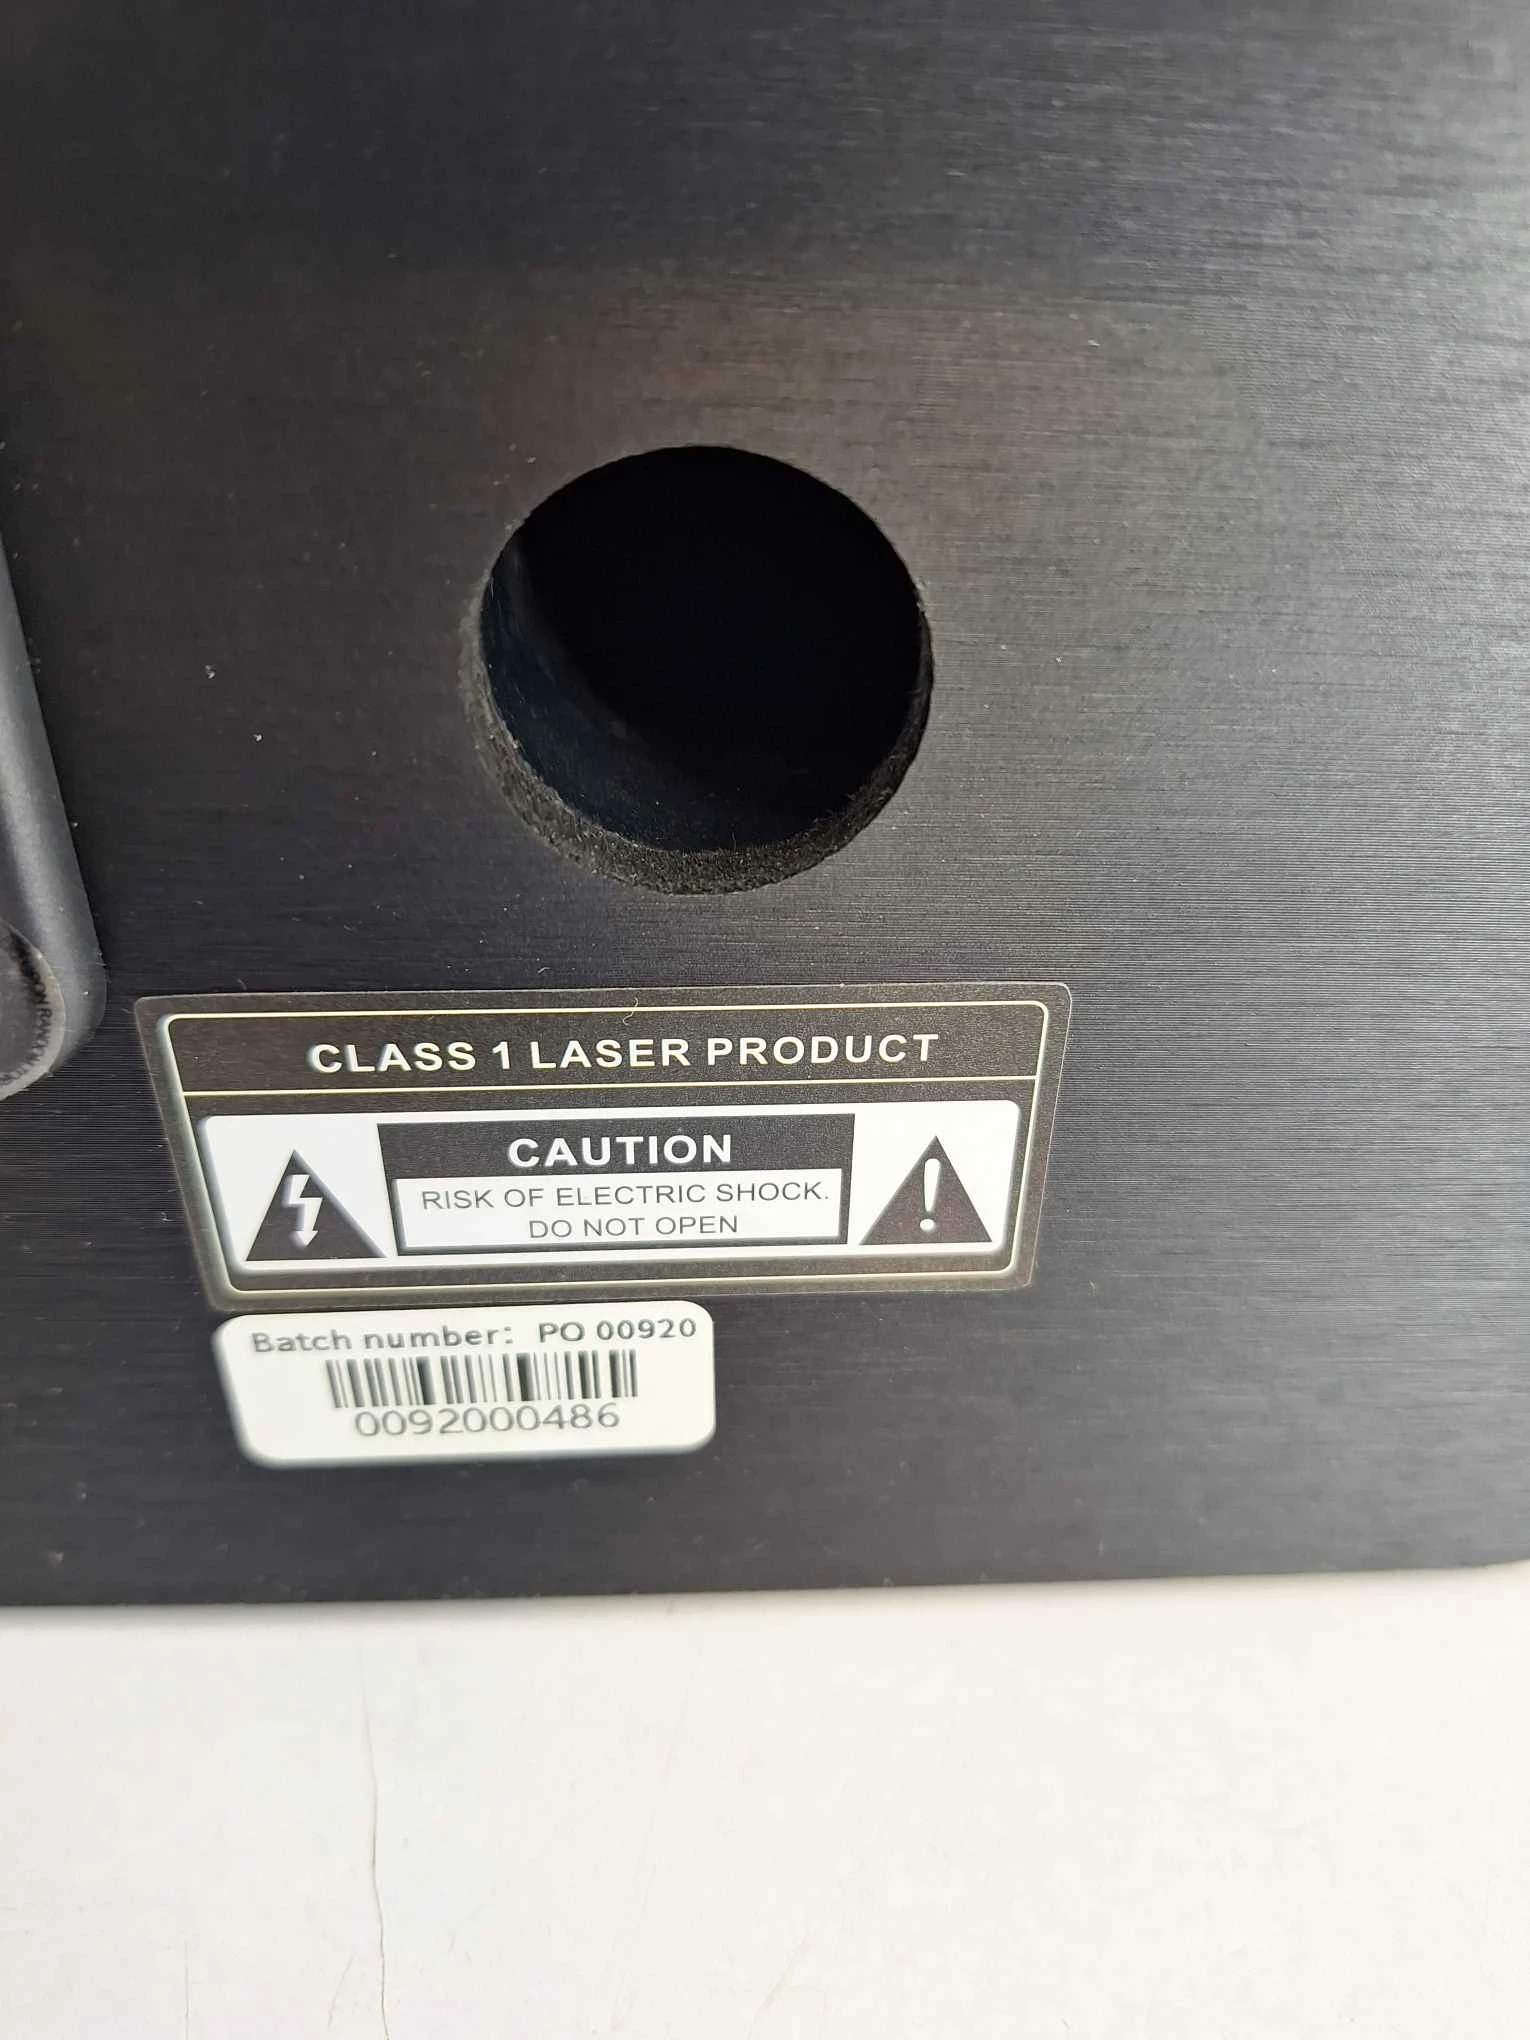 CLASS 1 LASER PRODUCT
CAUTION
RISK OF ELECTRIC SHOCK.
DO NOT OPEN
Batch number: PO 00920
0092000486